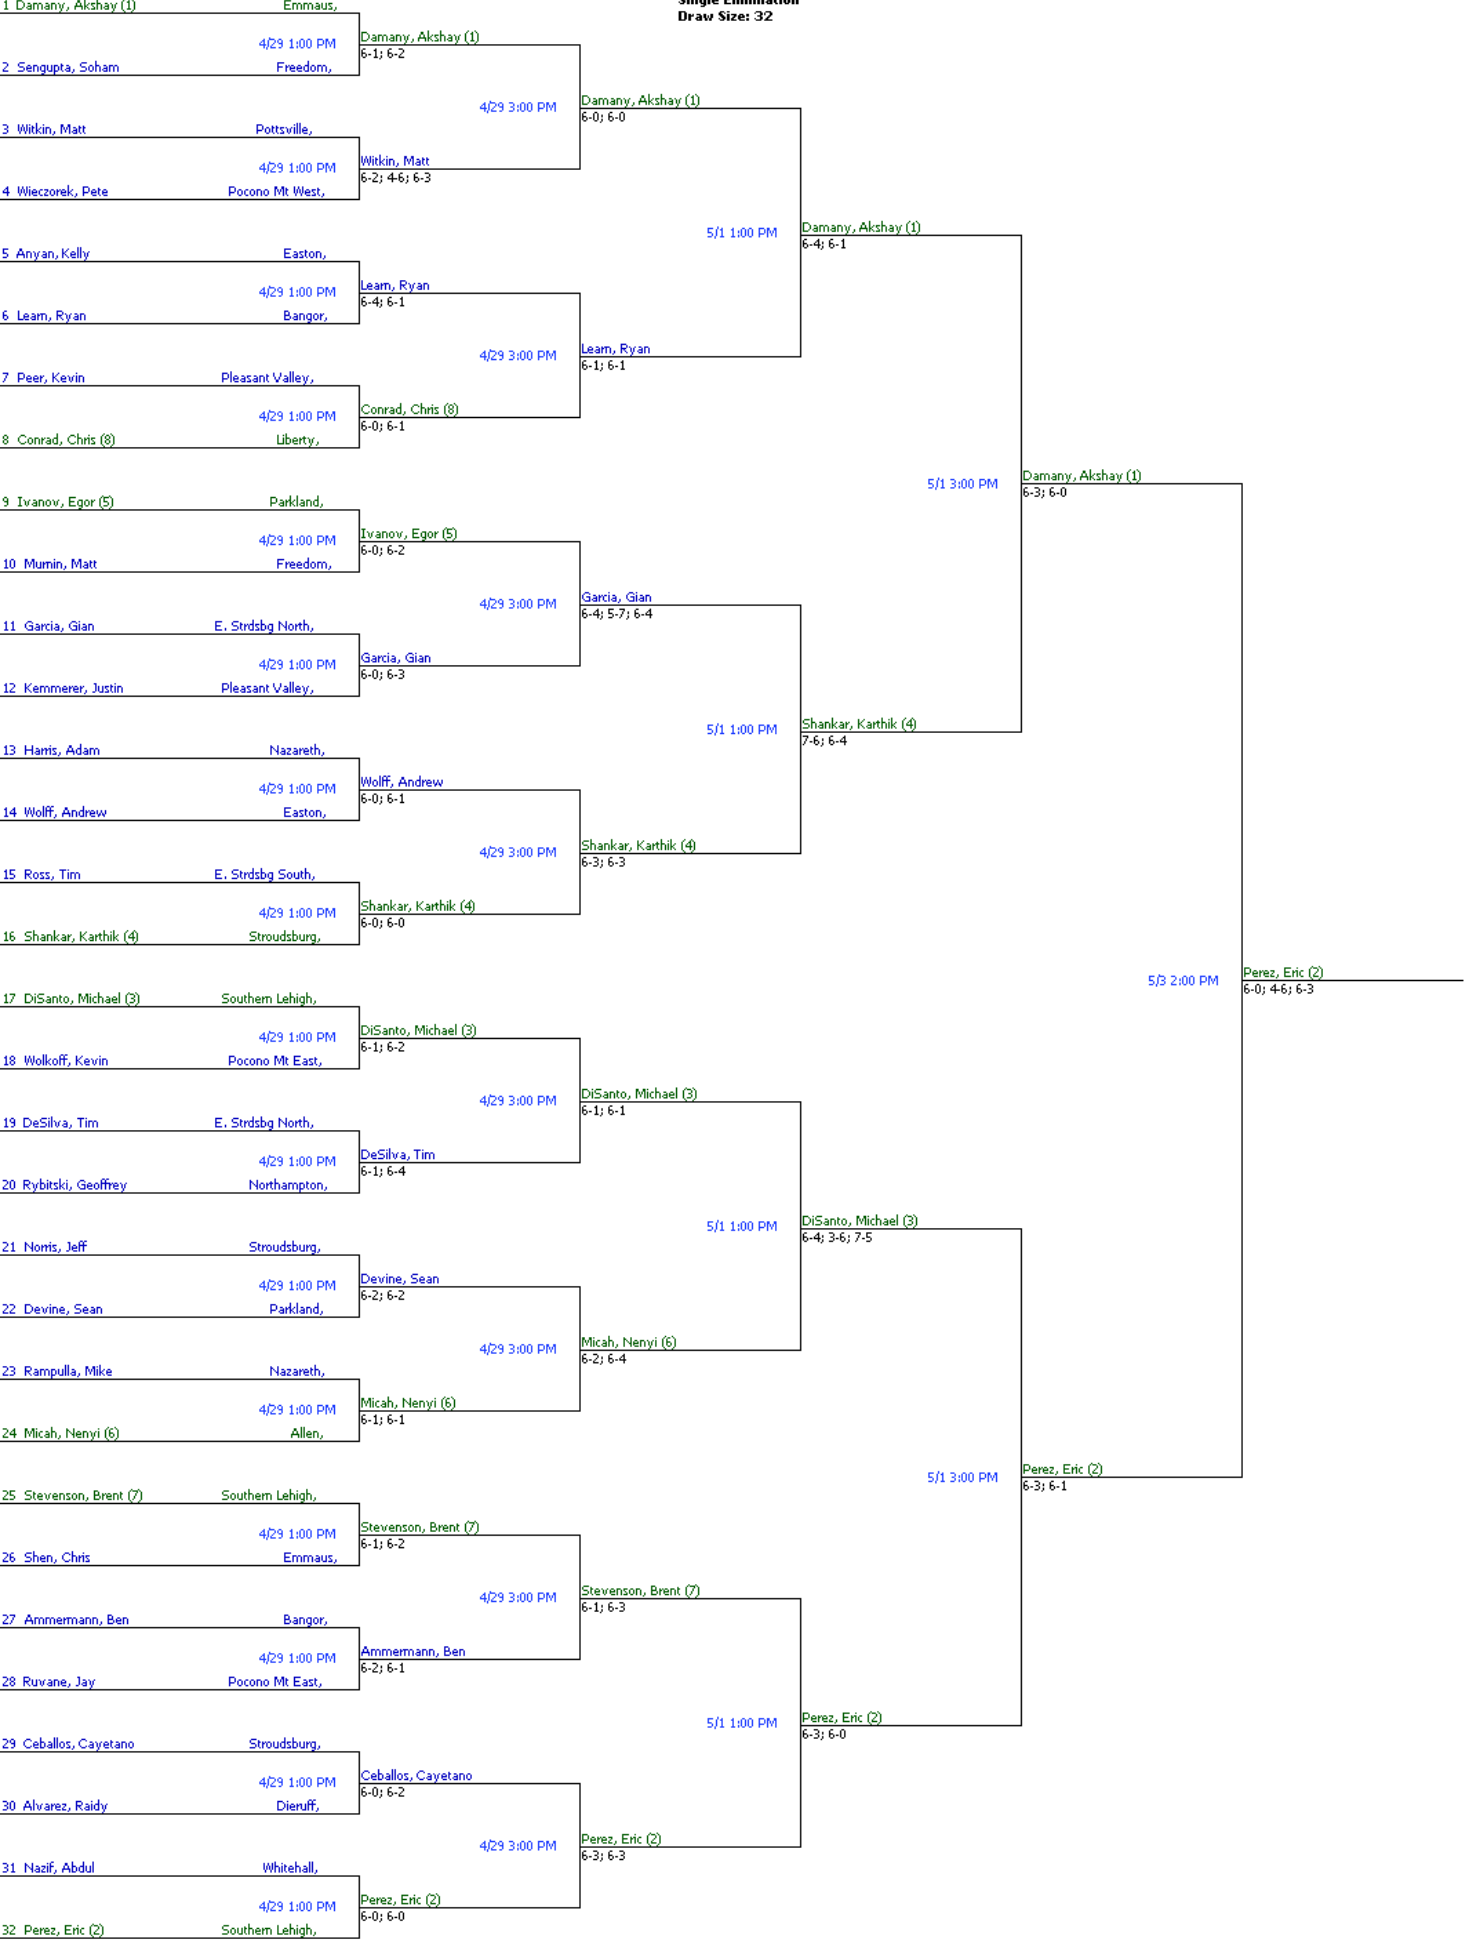 Single Elimination
Draw Size: 32
1 Damany, Akshay (1) Emmaus,
4/29 1:00 PM
Damany, Akshay (1)
6-1; 6-2
2 Sengupta, Soham Freedom,
4/29 3:00 PM
Damany, Akshay (1)
6-0; 6-0
3 Witkin, Matt Pottsville,
4/29 1:00 PM
Witkin, Matt
6-2; 4-6; 6-3
4 Wieczorek, Pete Pocono Mt West,
5/1 1:00 PM
Damany, Akshay (1)
6-4; 6-1
5 Anyan, Kelly Easton,
4/29 1:00 PM
Learn, Ryan
6-4; 6-1
6 Learn, Ryan Bangor,
4/29 3:00 PM
Learn, Ryan
6-1; 6-1
7 Peer, Kevin Pleasant Valley,
4/29 1:00 PM
Conrad, Chris (8)
6-0; 6-1
8 Conrad, Chris (8) Liberty,
5/1 3:00 PM
Damany, Akshay (1)
6-3; 6-0
9 Ivanov, Egor (5) Parkland,
4/29 1:00 PM
Ivanov, Egor (5)
6-0; 6-2
10 Murnin, Matt Freedom,
4/29 3:00 PM
Garcia, Gian
6-4; 5-7; 6-4
11 Garcia, Gian E. Strdsbg North,
4/29 1:00 PM
Garcia, Gian
6-0; 6-3
12 Kemmerer, Justin Pleasant Valley,
5/1 1:00 PM
Shankar, Karthik (4)
7-6; 6-4
13 Harris, Adam Nazareth,
4/29 1:00 PM
Wolff, Andrew
6-0; 6-1
14 Wolff, Andrew Easton,
4/29 3:00 PM
Shankar, Karthik (4)
6-3; 6-3
15 Ross, Tim E. Strdsbg South,
4/29 1:00 PM
Shankar, Karthik (4)
6-0; 6-0
16 Shankar, Karthik (4) Stroudsburg,
5/3 2:00 PM
Perez, Eric (2)
6-0; 4-6; 6-3
17 DiSanto, Michael (3) Southern Lehigh,
4/29 1:00 PM
DiSanto, Michael (3)
6-1; 6-2
18 Wolkoff, Kevin Pocono Mt East,
4/29 3:00 PM
DiSanto, Michael (3)
6-1; 6-1
19 DeSilva, Tim E. Strdsbg North,
4/29 1:00 PM
DeSilva, Tim
6-1; 6-4
20 Rybitski, Geoffrey Northampton,
5/1 1:00 PM
DiSanto, Michael (3)
6-4; 3-6; 7-5
21 Norris, Jeff Stroudsburg,
4/29 1:00 PM
Devine, Sean
6-2; 6-2
22 Devine, Sean Parkland,
4/29 3:00 PM
Micah, Nenyi (6)
6-2; 6-4
23 Rampulla, Mike Nazareth,
4/29 1:00 PM
Micah, Nenyi (6)
6-1; 6-1
24 Micah, Nenyi (6) Allen,
5/1 3:00 PM
Perez, Eric (2)
6-3; 6-1
25 Stevenson, Brent (7) Southern Lehigh,
4/29 1:00 PM
Stevenson, Brent (7)
6-1; 6-2
26 Shen, Chris Emmaus,
4/29 3:00 PM
Stevenson, Brent (7)
6-1; 6-3
27 Ammermann, Ben Bangor,
4/29 1:00 PM
Ammermann, Ben
6-2; 6-1
28 Ruvane, Jay Pocono Mt East,
5/1 1:00 PM
Perez, Eric (2)
6-3; 6-0
29 Ceballos, Cayetano Stroudsburg,
4/29 1:00 PM
Ceballos, Cayetano
6-0; 6-2
30 Alvarez, Raidy Dieruff,
4/29 3:00 PM
Perez, Eric (2)
6-3; 6-3
31 Nazif, Abdul Whitehall,
4/29 1:00 PM
Perez, Eric (2)
6-0; 6-0
32 Perez, Eric (2) Southern Lehigh,